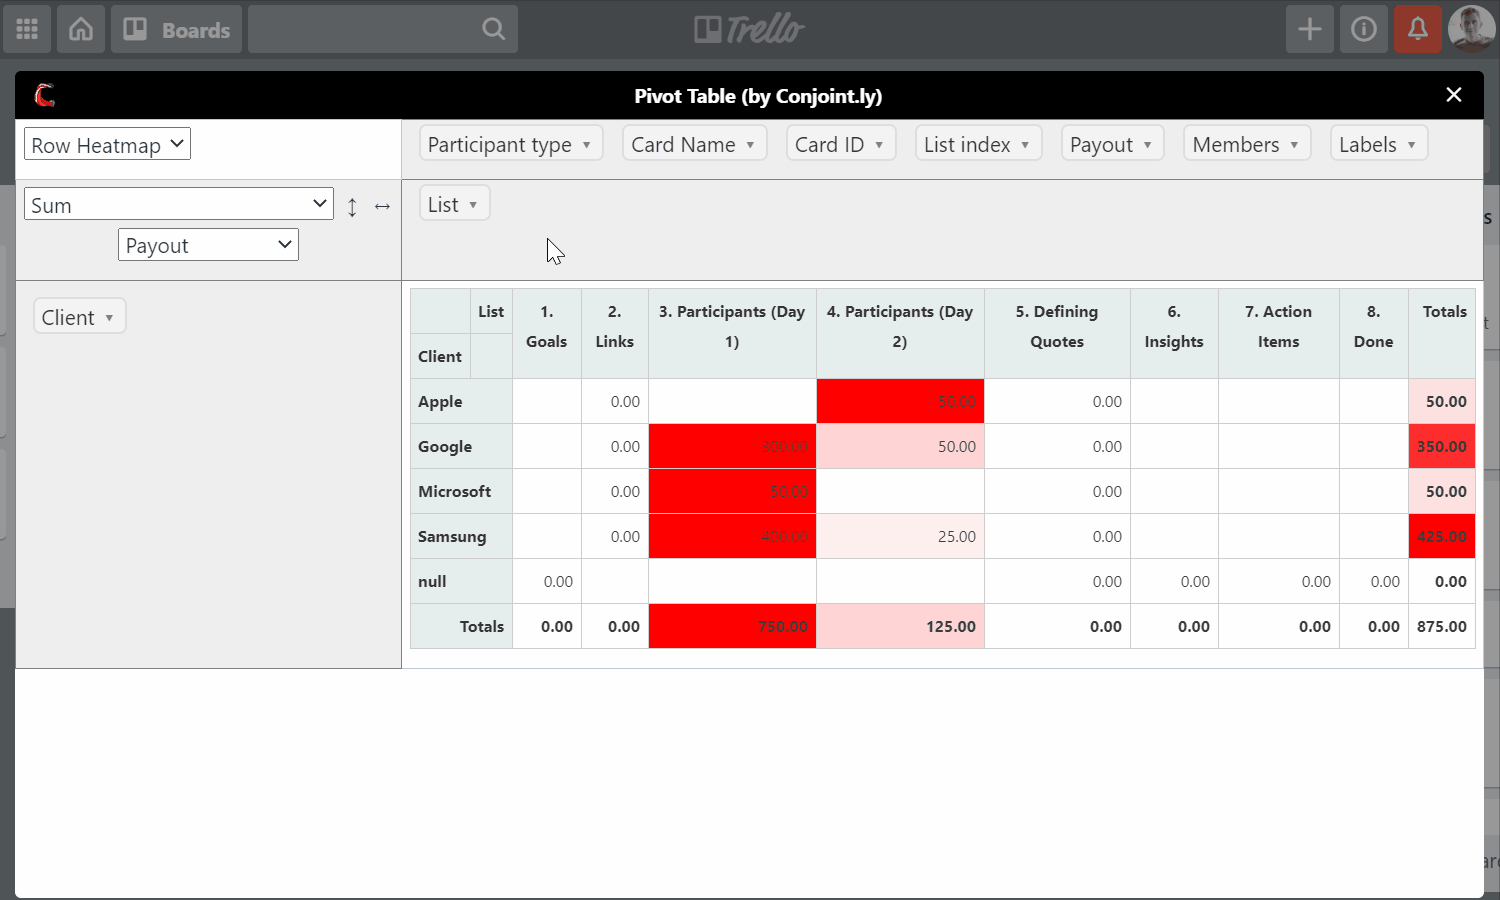 Boards
Trello
Pivot Table (by Conjoint.ly)
Row Heatmap
Participant type Card Name Card ID List index Payout Members Labels
Sum
List
Payout
Client
List 1. 2. 3. Participants (Day 4. Participants (Day 5. Defining 6. 7. Action 8. Totals
Goals Links 1) 2) Quotes Insights Items Done
Client
Apple 0.00 50.00 0.00 50.00
Google 0.00 300.00 50.00 0.00 350.00
Microsoft 0.00 50.00 0.00 50.00
Samsung 0.00 400.00 25.00 0.00 425.00
null 0.00 0.00 0.00 0.00 0.00 0.00
Totals 0.00 0.00 750.00 125.00 0.00 0.00 0.00 0.00 875.00